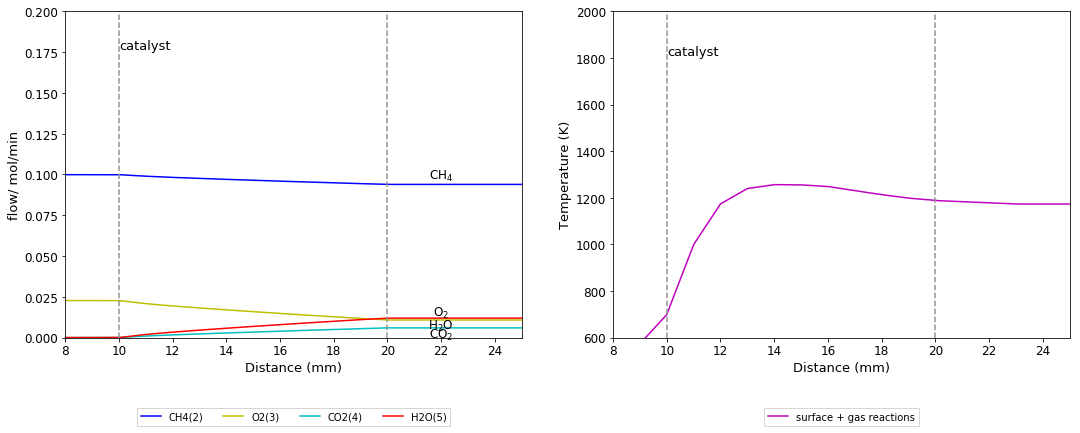 0.200
0.175
0.150
0.125
0.100
0.075
0.050
0.025
0.000
flow/ mol/min
catalyst
CH₄
O₂
H₂O
CO₂
8 10 12 14 16 18 20 22 24
Distance (mm)
CH4(2) O2(3) CO2(4) H2O(5)
2000
1800
1600
1400
1200
1000
800
600
Temperature (K)
catalyst
8 10 12 14 16 18 20 22 24
Distance (mm)
surface + gas reactions